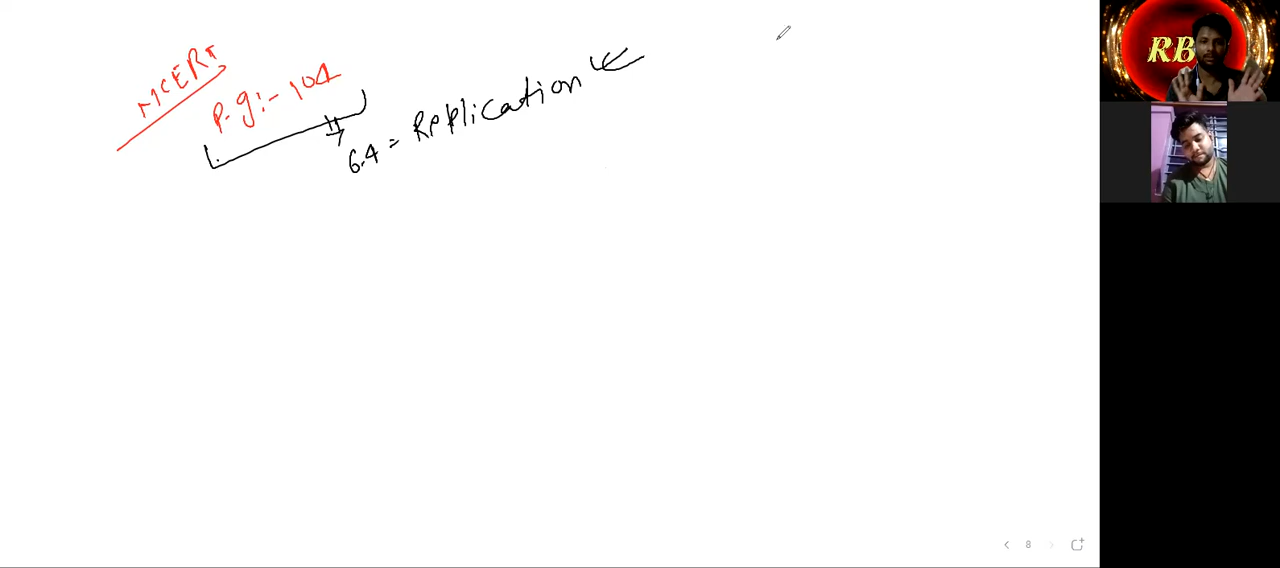 NCERT
P.g:- 104
6.4 = Replication
RB
8